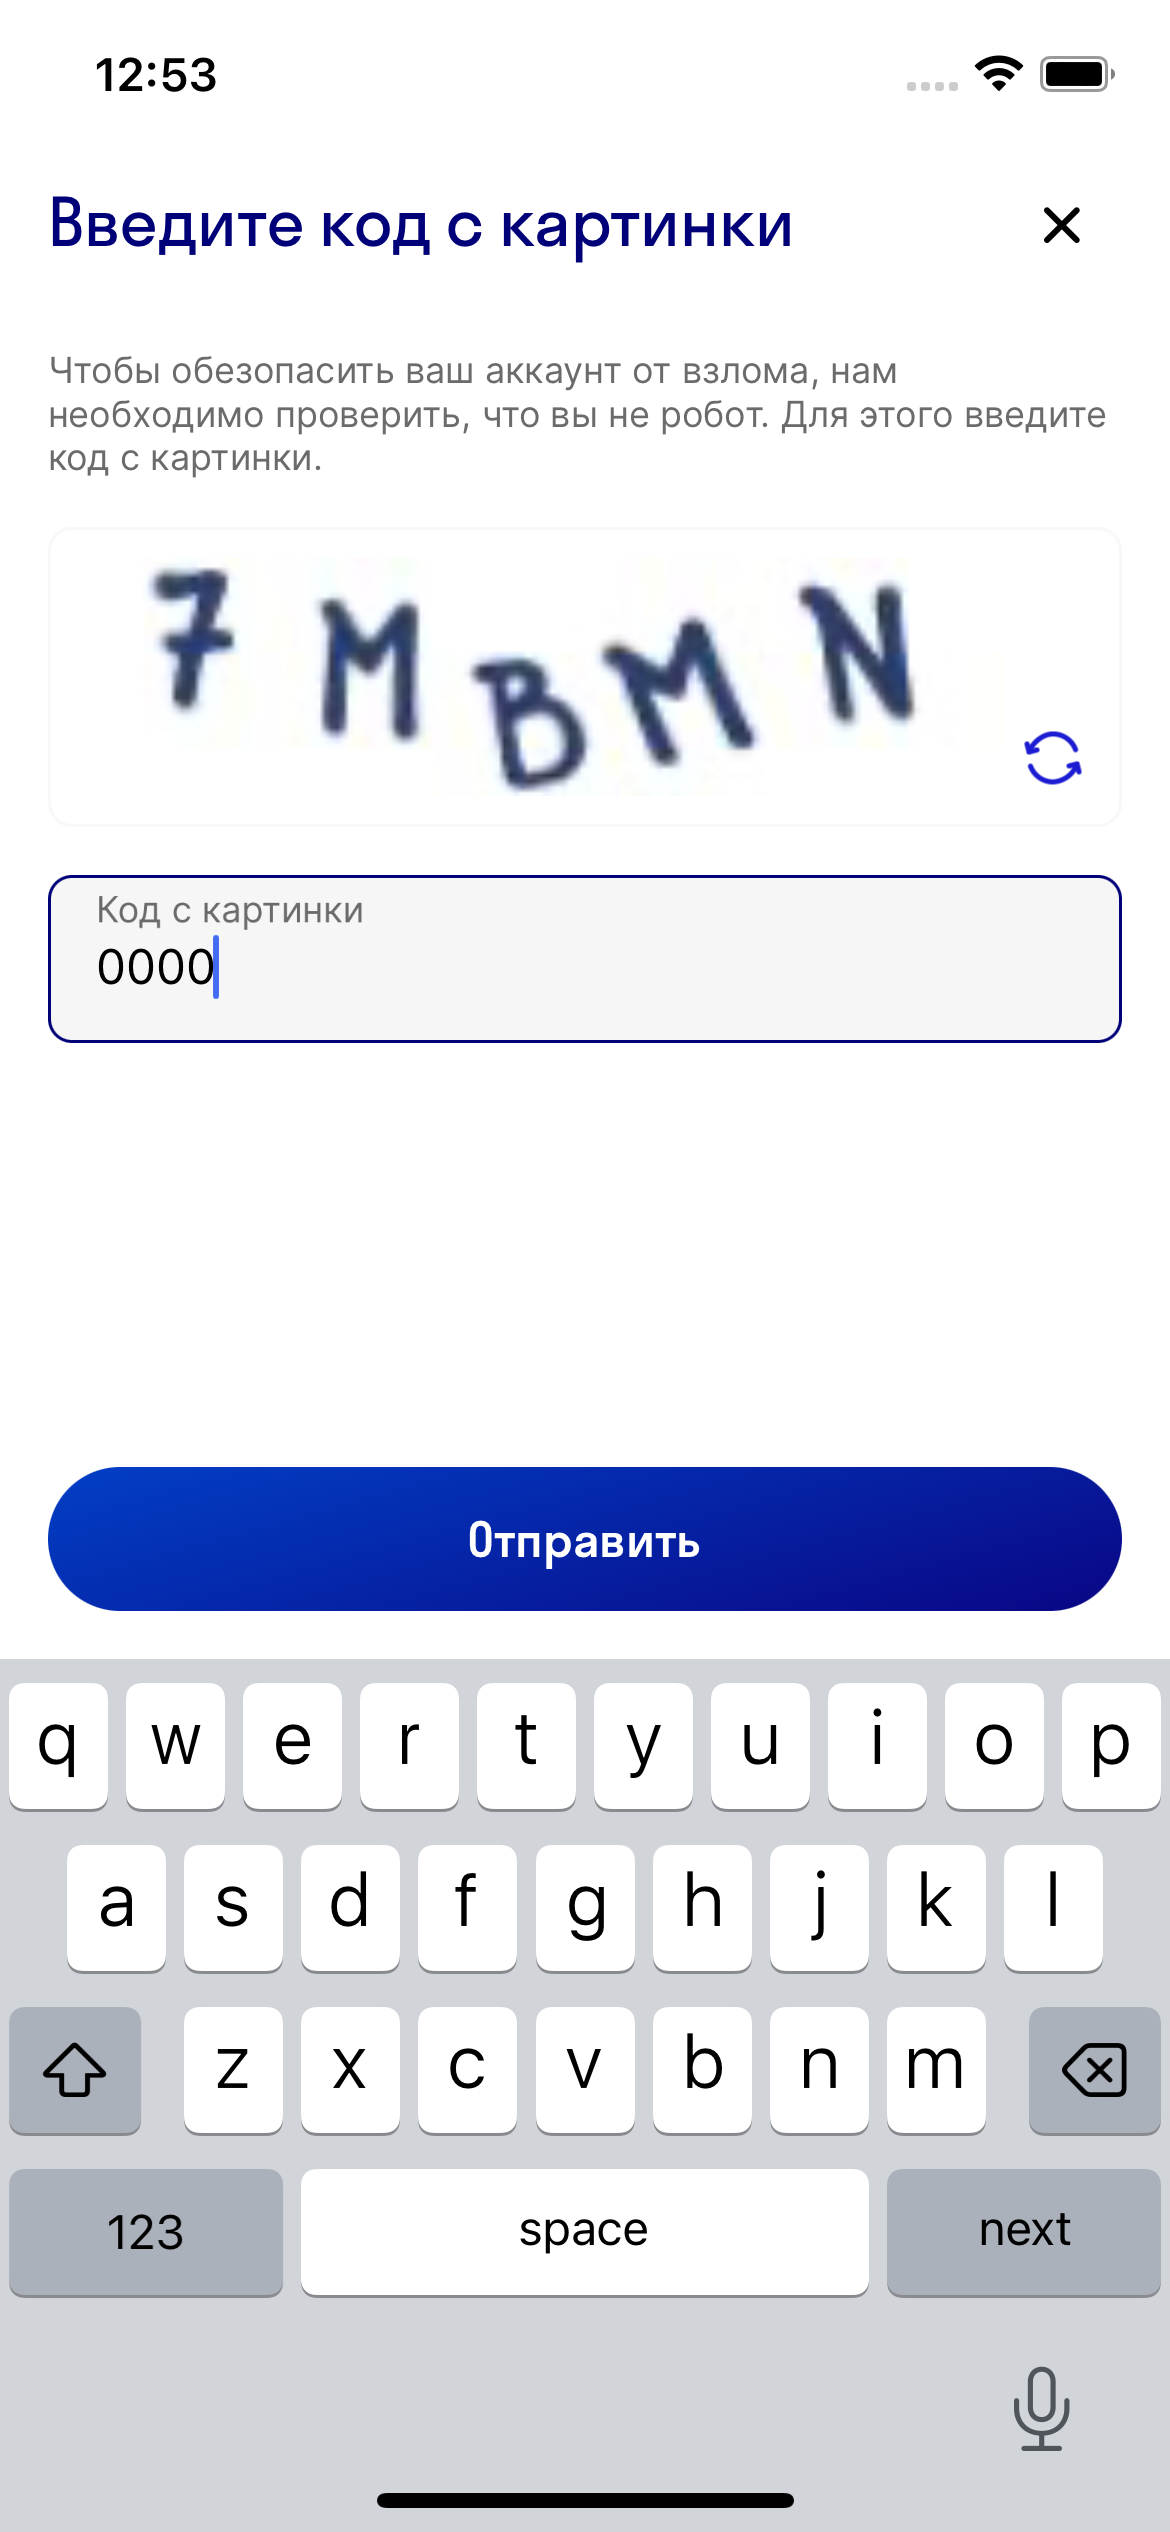 12:53
Введите код с картинки
Чтобы обезопасить ваш аккаунт от взлома, нам
необходимо проверить, что вы не робот. Для этого введите
код с картинки.
7 M B M N
Код с картинки
0000
Отправить
q w e r t y u i o p
a s d f g h j k l
z x c v b n m
123 space next